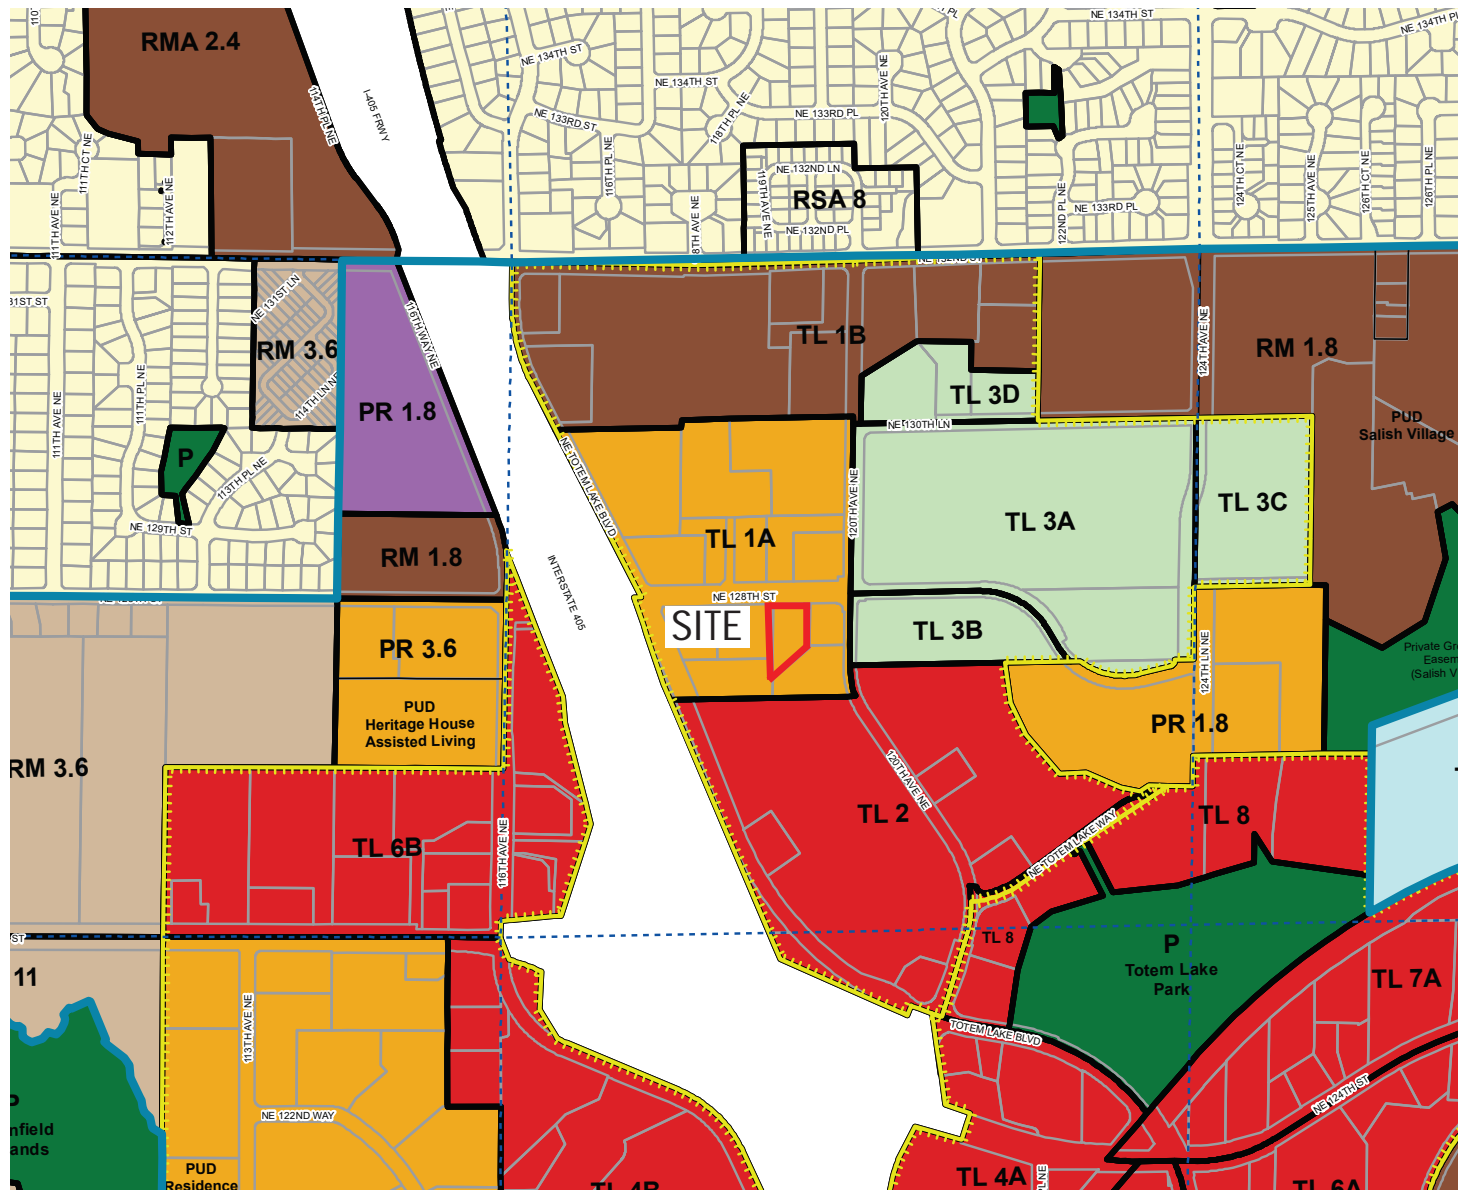 RMA 2.4
NE 134TH ST
NE 134TH ST
NE 134TH ST
114TH PL NE
I-405 FRWY
NE 133RD ST
118TH PL NE
NE 133RD PL
120TH AVE NE
111TH CT NE
112TH AVE NE
111TH AVE NE
116TH PL NE
NE 132ND LN
119TH AVE NE
RSA 8
NE 132ND PL
122ND PL NE
NE 133RD PL
124TH CT NE
125TH AVE NE
126TH CT NE
126TH PL NE
NE 131ST LN
RM 3.6
114TH LN NE
116TH WAY NE
PR 1.8
111TH PL NE
111TH AVE NE
P
113TH PL NE
NE 129TH ST
RM 1.8
TL 1B
TL 3D
NE 130TH LN
124TH AVE NE
RM 1.8
PUD
Salish Village
NE TOTEM LAKE BLVD
120TH AVE NE
TL 1A
TL 3A
TL 3C
INTERSTATE 405
NE 128TH ST
SITE
TL 3B
PR 3.6
PUD
Heritage House
Assisted Living
124TH LN NE
PR 1.8
RM 3.6
TL 6B
116TH AVE NE
120TH AVE NE
TL 2
NE TOTEM LAKE WAY
TL 8
TL 8
P
Totem Lake
Park
TL 7A
ST
11
113TH AVE NE
TOTEM LAKE BLVD
NE 124TH ST
NE 122ND WAY
PUD
Residence
TL 4B
TL 4A
TL 6A